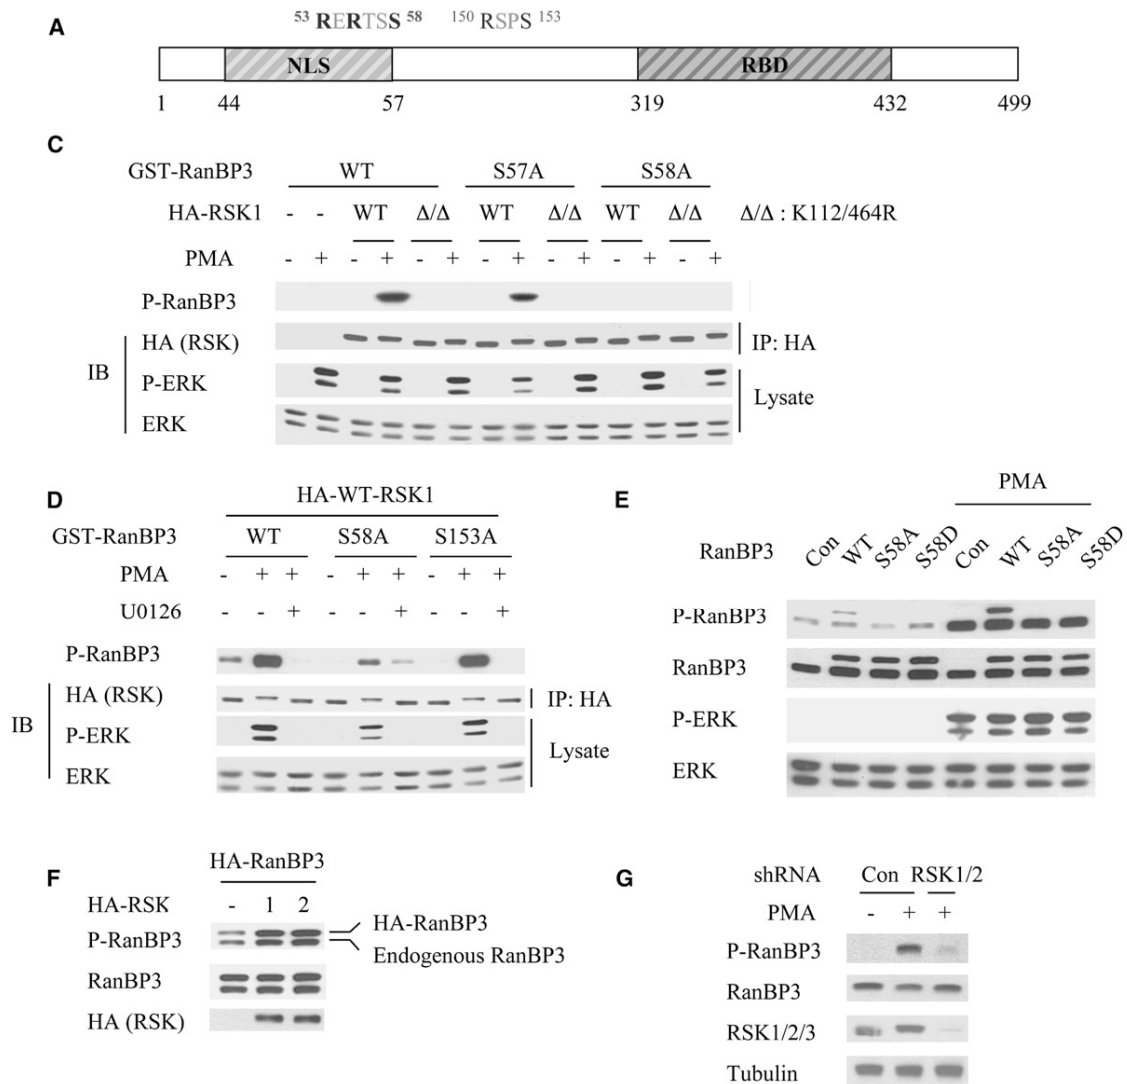 A
53 RERTSS 58 150 RSPS 153
NLS RBD
1 44 57 319 432 499
C
GST-RanBP3 WT S57A S58A
HA-RSK1 - - WT Δ/Δ WT Δ/Δ WT Δ/Δ Δ/Δ : K112/464R
PMA - + - + - + - + - + - + - +
P-RanBP3
HA (RSK) IP: HA
IB
P-ERK
Lysate
ERK
D
HA-WT-RSK1
GST-RanBP3 WT S58A S153A
PMA - + + - + + - + +
U0126 - - + - - + - - +
P-RanBP3
HA (RSK) IP: HA
IB
P-ERK
Lysate
ERK
E
PMA
RanBP3 Con WT S58A S58D Con WT S58A S58D
P-RanBP3
RanBP3
P-ERK
ERK
F
HA-RanBP3
HA-RSK - 1 2
P-RanBP3 HA-RanBP3
Endogenous RanBP3
RanBP3
HA (RSK)
G
shRNA Con RSK1/2
PMA - + +
P-RanBP3
RanBP3
RSK1/2/3
Tubulin